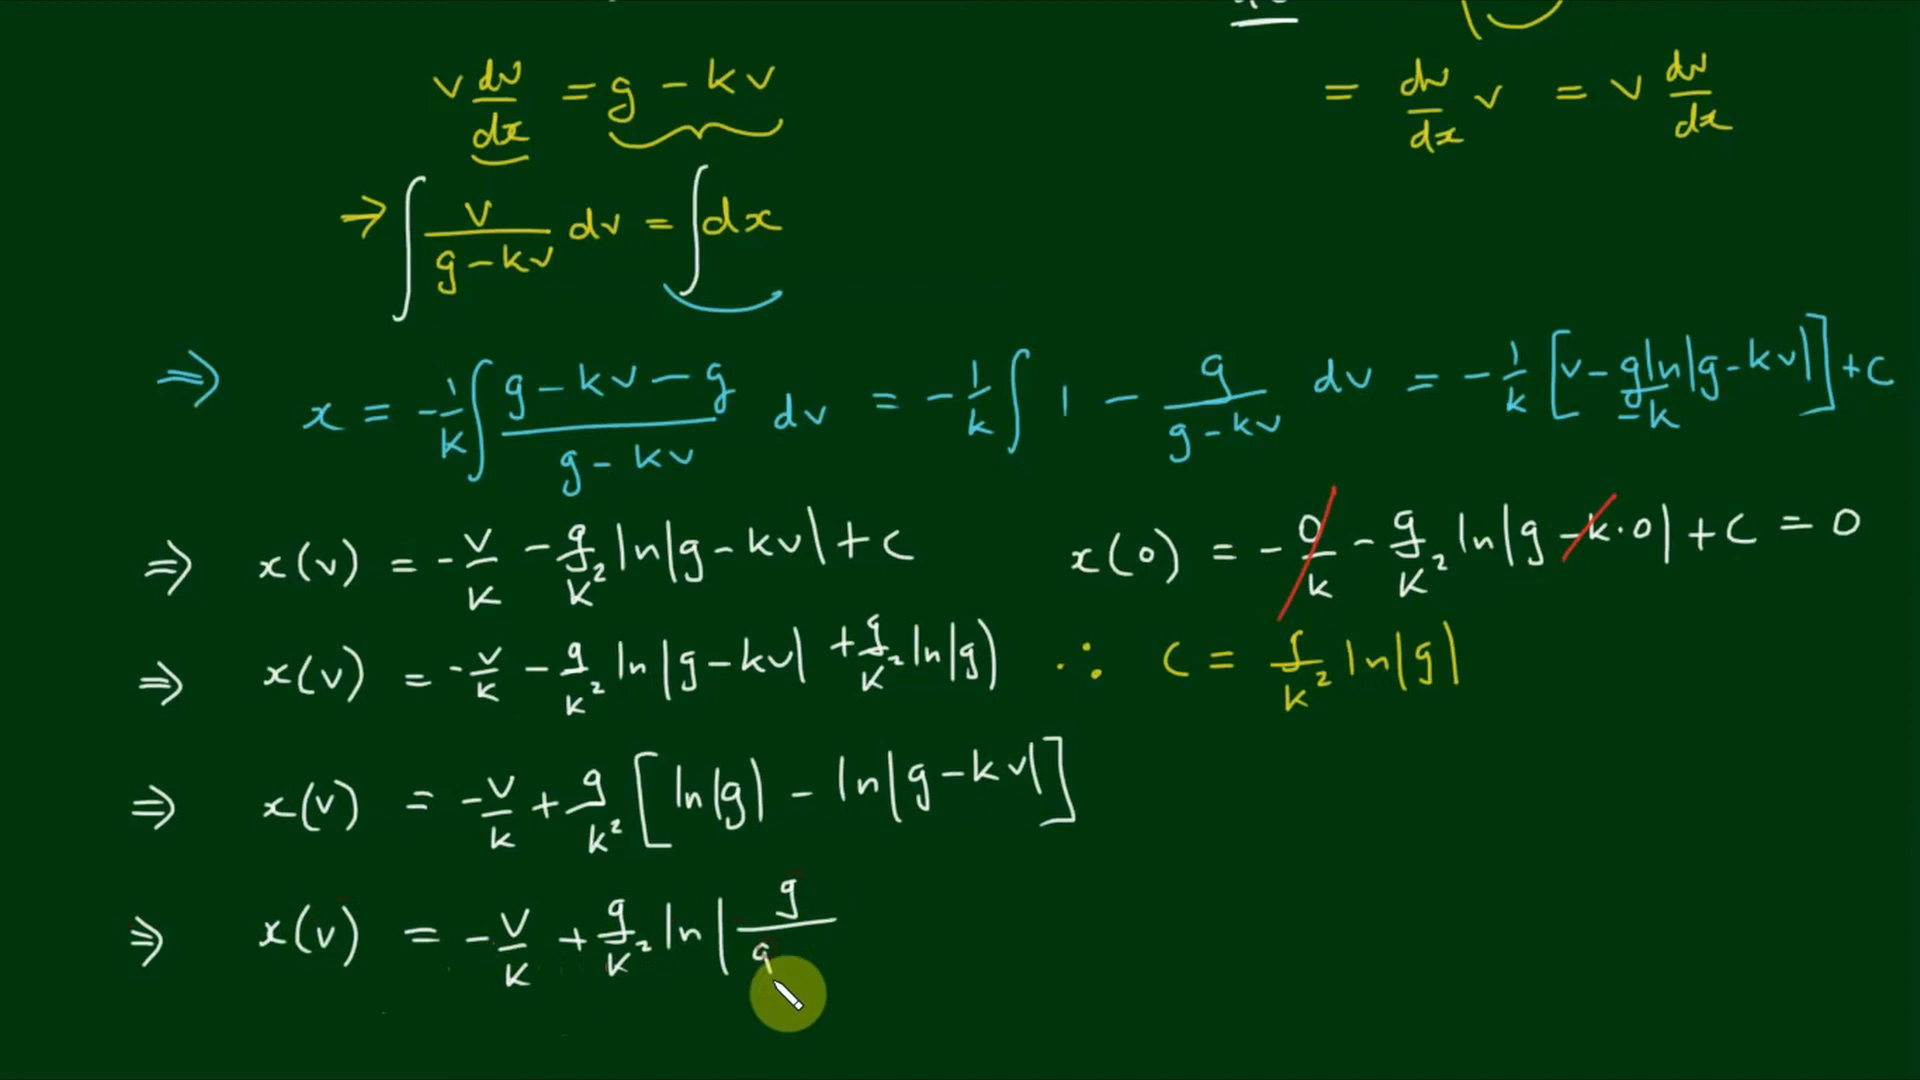 v dv/dx = g - kv
= dv/dx v = v dv/dx
→ ∫ v/(g-kv) dv = ∫ dx
⇒ x = -1/k ∫ (g-kv-g)/(g-kv) dv = -1/k ∫ 1 - g/(g-kv) dv = -1/k [v - g ln|g-kv|/-k] + c
⇒ x(v) = -v/k - g/k² ln|g-kv| + c
x(0) = -0/k - g/k² ln|g-k·0| + c = 0
⇒ x(v) = -v/k - g/k² ln|g-kv| + g/k² ln|g|
∴ c = g/k² ln|g|
⇒ x(v) = -v/k + g/k² [ln|g| - ln|g-kv|]
⇒ x(v) = -v/k + g/k² ln|g/g